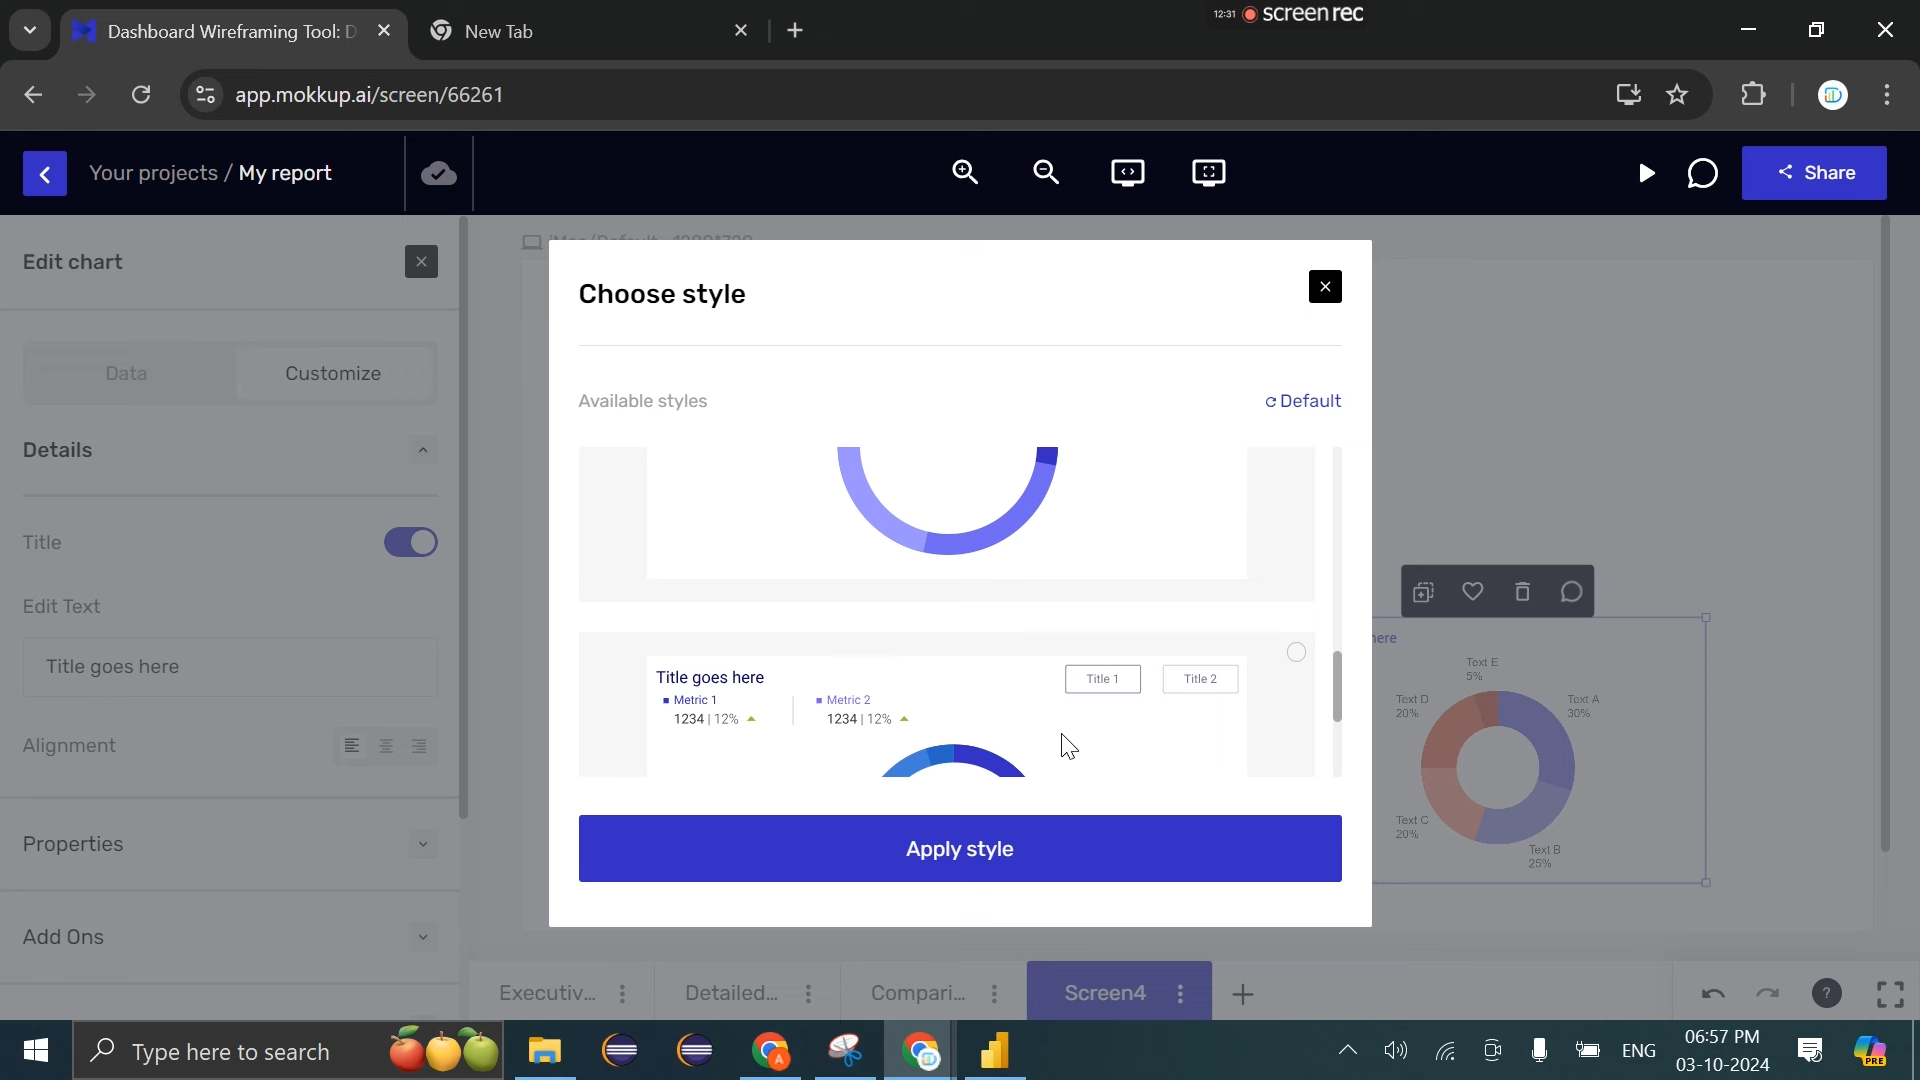 Dashboard Wireframing Tool: D
New Tab
12:31 screenrec
app.mokkup.ai/screen/66261
Your projects / My report
Share
Edit chart
Data
Customize
Details
Title
Edit Text
Title goes here
Alignment
Properties
Add Ons
Choose style
Available styles
Default
Title goes here
Title 1
Title 2
Metric 1
Metric 2
1234 | 12%
1234 | 12%
Apply style
here
Text E
5%
Text D
20%
Text A
30%
Text C
20%
Text B
25%
Executiv...
Detailed...
Compari...
Screen4
?
Type here to search
A
ENG
06:57 PM
03-10-2024
PRE